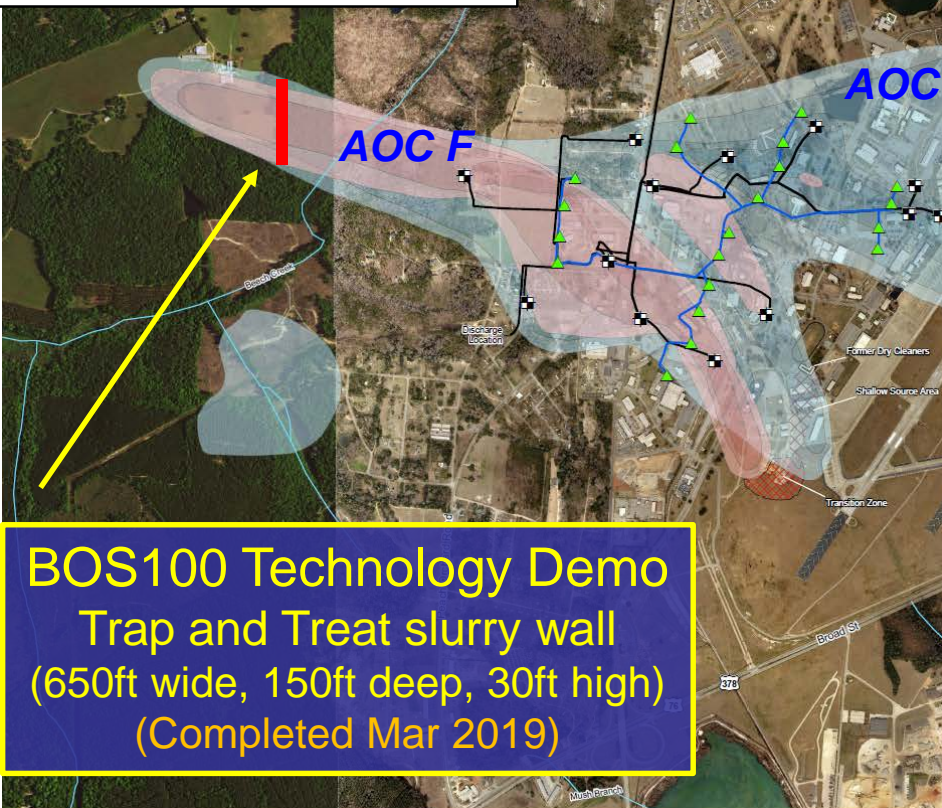 AOC
AOC F
Beech Creek
Discharge
Location
Former Dry Cleaners
Shallow Source Area
Transition Zone
BOS100 Technology Demo
Trap and Treat slurry wall
(650ft wide, 150ft deep, 30ft high)
(Completed Mar 2019)
Broad St
378
Mush Branch